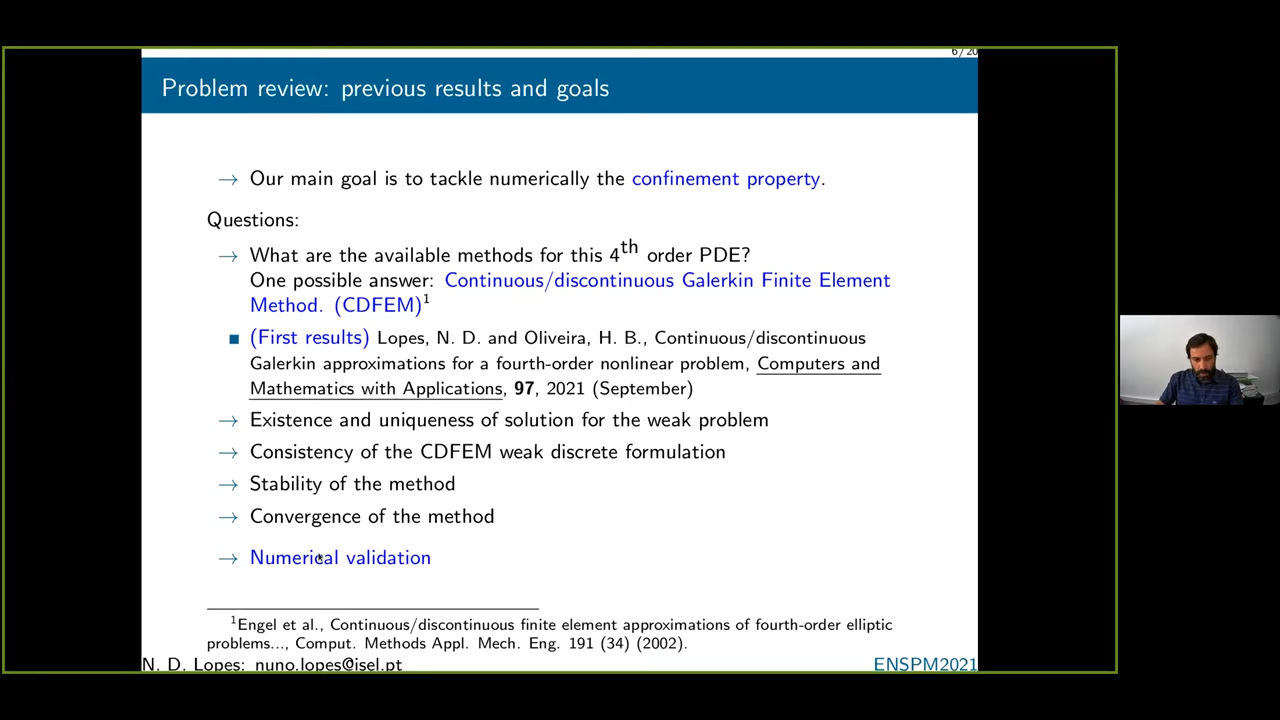 6/20
Problem review: previous results and goals
→ Our main goal is to tackle numerically the confinement property.
Questions:
→ What are the available methods for this 4th order PDE?
One possible answer: Continuous/discontinuous Galerkin Finite Element
Method. (CDFEM)1
■ (First results) Lopes, N. D. and Oliveira, H. B., Continuous/discontinuous
Galerkin approximations for a fourth-order nonlinear problem, Computers and
Mathematics with Applications, 97, 2021 (September)
→ Existence and uniqueness of solution for the weak problem
→ Consistency of the CDFEM weak discrete formulation
→ Stability of the method
→ Convergence of the method
→ Numerical validation
1Engel et al., Continuous/discontinuous finite element approximations of fourth-order elliptic
problems..., Comput. Methods Appl. Mech. Eng. 191 (34) (2002).
N. D. Lopes: nuno.lopes@isel.pt ENSPM2021